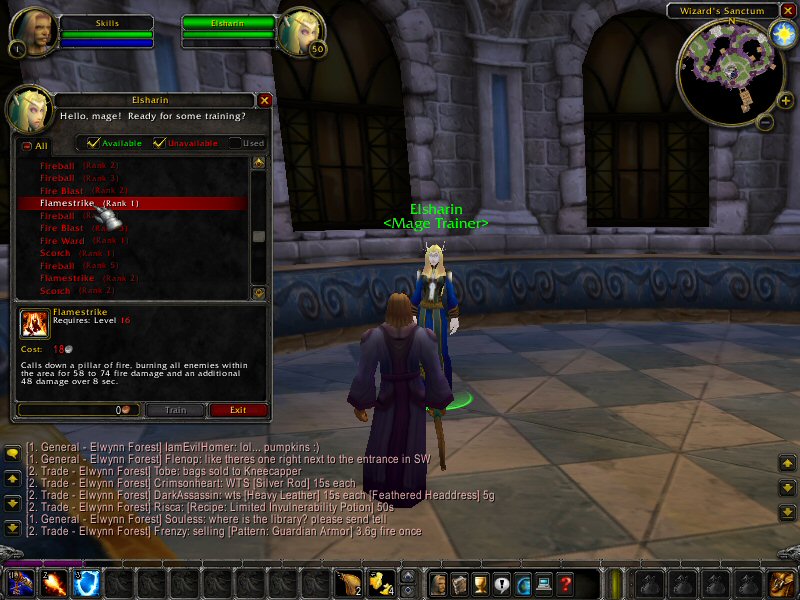 Skills
1
Elsharin
50
Wizard's Sanctum
N
Elsharin
Hello, mage! Ready for some training?
All
Available
Unavailable
Used
Fireball (Rank 2)
Fireball (Rank 3)
Fire Blast (Rank 2)
Flamestrike (Rank 1)
Fireball
Fire Blast
Fire Ward (Rank 1)
Scorch (Rank 1)
Fireball (Rank 5)
Flamestrike (Rank 2)
Scorch (Rank 2)
Flamestrike
Requires: Level 16
Cost: 18
Calls down a pillar of fire, burning all enemies within
the area for 58 to 74 fire damage and an additional
48 damage over 8 sec.
0
Train
Exit
Elsharin
<Mage Trainer>
[1. General - Elwynn Forest] IamEvilHomer: lol... pumpkins :)
[1. General - Elwynn Forest] Flenop: like theres one right next to the entrance in SW
[2. Trade - Elwynn Forest] Tobe: bags sold to Kneecapper
[2. Trade - Elwynn Forest] Crimsonheart: WTS [Silver Rod] 15s each
[2. Trade - Elwynn Forest] DarkAssassin: wts [Heavy Leather] 15s each [Feathered Headdress] 5g
[2. Trade - Elwynn Forest] Risca: [Recipe: Limited Invulnerability Potion] 50s
[1. General - Elwynn Forest] Souless: where is the library? please send tell
[2. Trade - Elwynn Forest] Frenzy: selling [Pattern: Guardian Armor] 3.6g fire once
1
2
3
2
4